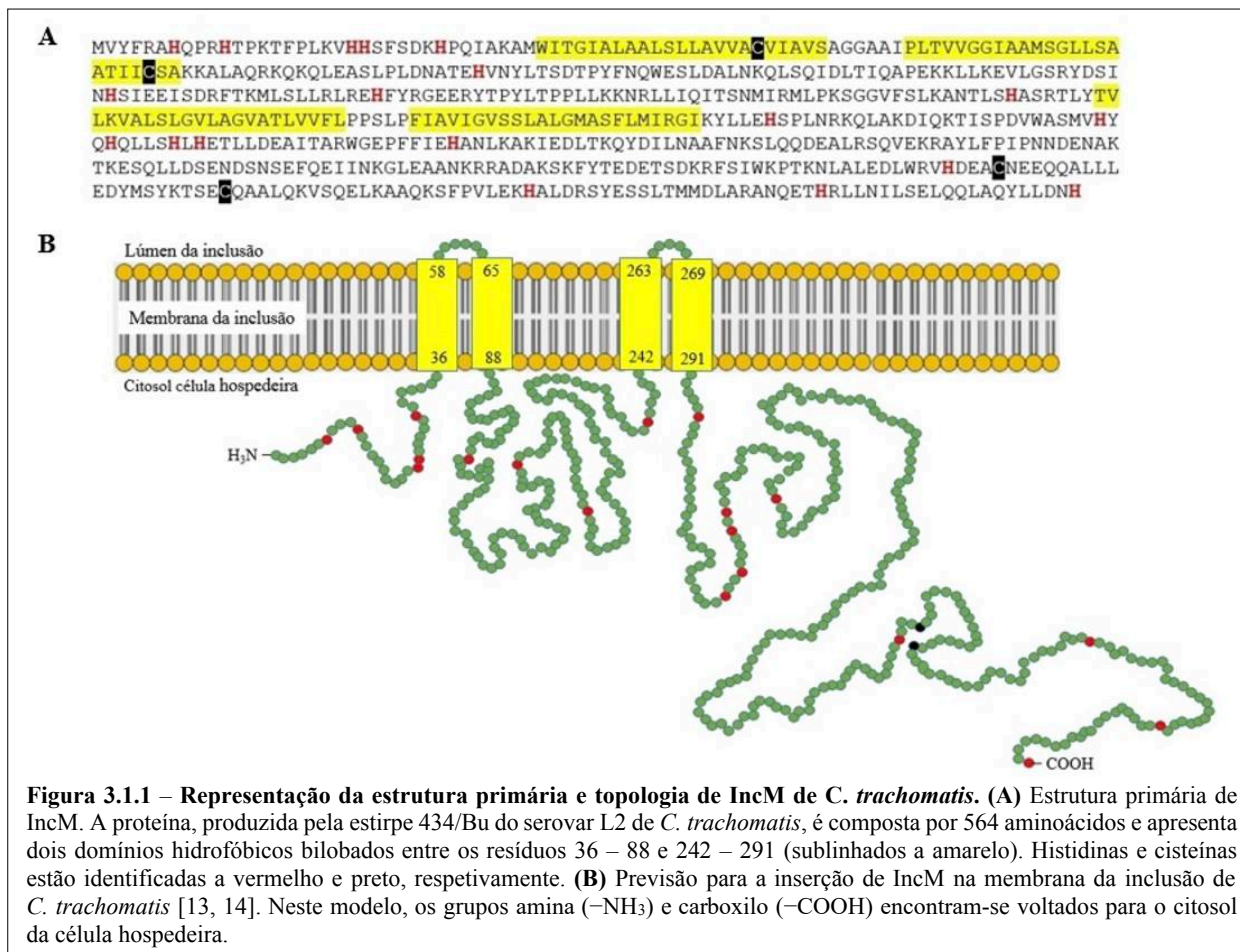 A
MVYFRAHQPRHTPKTFPLKVHHSFSDKHPQIAKAMWITGIALAALSLLAVVACVIAVSAGGAAIPLTVVGGIAAMSGLLSA
ATIICSAKKALAQRKQKQLEASLPLDNATEHVNYLTSDTPYFNQWESLDALNKQLSQIDLTIQAPEKKLLKEVLGSRYDSI
NHSIEEISDRFTKMLSLLRLREHFYRGEERYTPYLTPPLLKKNRLLIQITSNMIRMLPKSGGVFSLKANTLSHASRTLYTV
LKVALSLGVLAGVATLVVFLPPSLPFIAVIGVSSLALGMASFLMIRGIKYLLEHSPLNRKQLAKDIQKTISPDVWASMVHY
QHQLLSHLHETLLDEAITARWGEPFFIEHANLKAKIEDLTKQYDILNAAFNKSLQQDEALRSQVEKRAYLFPIPNNDENAK
TKESQLLDSENDSNSEFQEIINKGLEAANKRRADAKSKFYTEDETSDKRFSIWKPTKNLALEDLWRVHDEACNEEQQALLL
EDYMSYKTSECQAALQKVSQELKAAQKSFPVLEKHALDRSYESSLTMMDLARANQETHRLLNILSELQQLAQYLLDNH
B
Lúmen da inclusão
58 65 263 269
Membrana da inclusão
36 88 242 291
Citosol célula hospedeira
H₃N
COOH
Figura 3.1.1 – Representação da estrutura primária e topologia de IncM de C. trachomatis. (A) Estrutura primária de
IncM. A proteína, produzida pela estirpe 434/Bu do serovar L2 de C. trachomatis, é composta por 564 aminoácidos e apresenta
dois domínios hidrofóbicos bilobados entre os resíduos 36 – 88 e 242 – 291 (sublinhados a amarelo). Histidinas e cisteínas
estão identificadas a vermelho e preto, respetivamente. (B) Previsão para a inserção de IncM na membrana da inclusão de
C. trachomatis [13, 14]. Neste modelo, os grupos amina (−NH₃) e carboxilo (−COOH) encontram-se voltados para o citosol
da célula hospedeira.